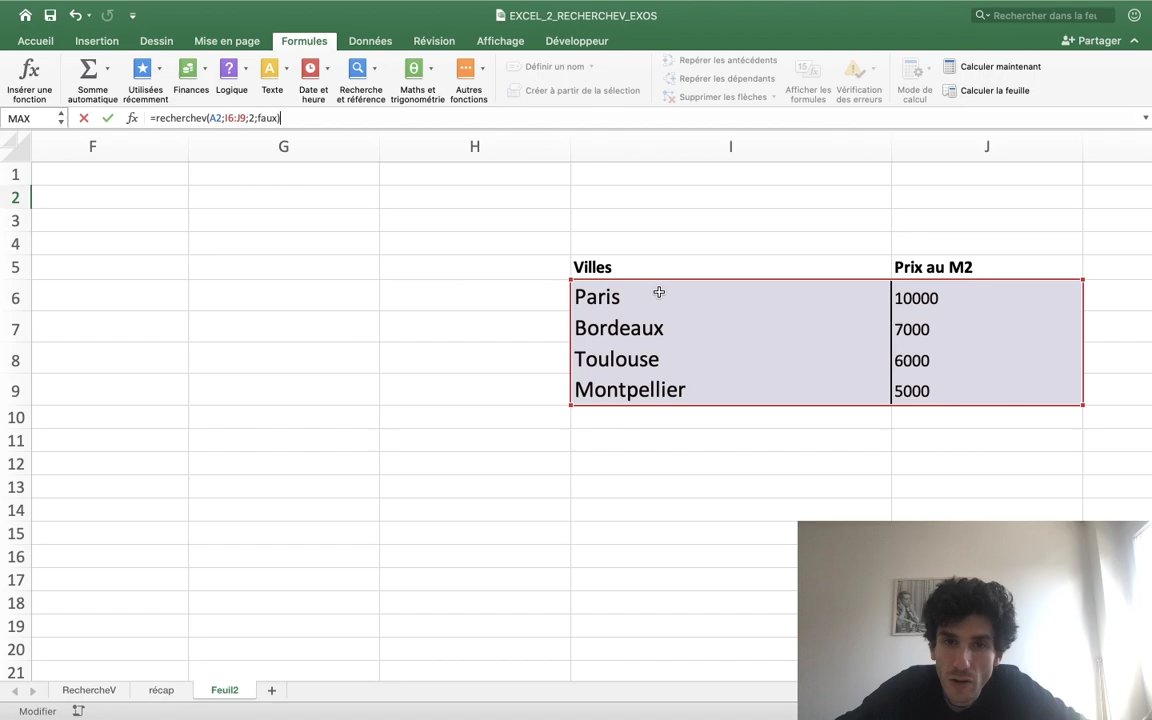 EXCEL_2_RECHERCHEV_EXOS
Rechercher dans la feu
Accueil Insertion Dessin Mise en page Formules Données Révision Affichage Développeur Partager
Insérer une fonction
Somme automatique
Utilisées récemment
Finances
Logique
Texte
Date et heure
Recherche et référence
Maths et trigonométrie
Autres fonctions
Définir un nom
Créer à partir de la sélection
Repérer les antécédents
Repérer les dépendants
Supprimer les flèches
Afficher les formules
Vérification des erreurs
Mode de calcul
Calculer maintenant
Calculer la feuille
MAX fx =recherchev(A2;I6:J9;2;faux)
F G H I J
1
2
3
4
5 Villes Prix au M2
6 Paris 10000
7 Bordeaux 7000
8 Toulouse 6000
9 Montpellier 5000
10
11
12
13
14
15
16
17
18
19
20
21
RechercheV récap Feuil2
Modifier